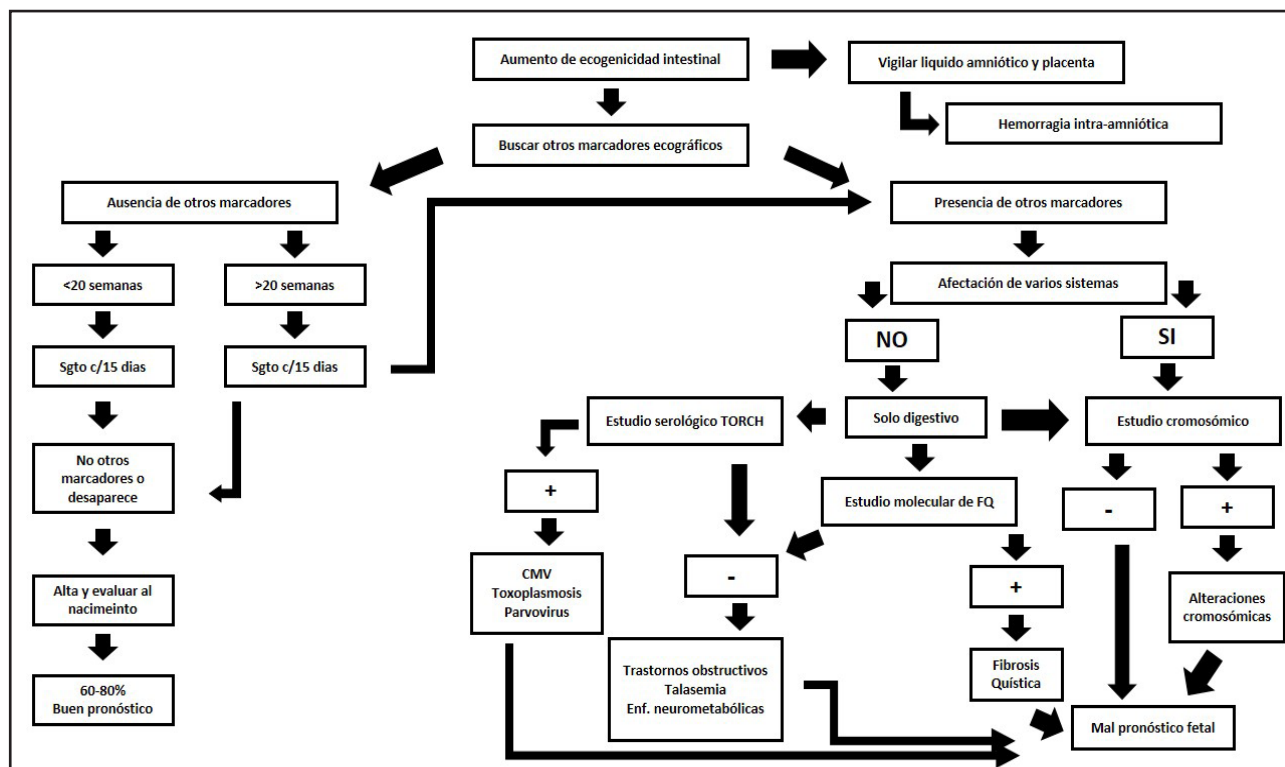 Aumento de ecogenicidad intestinal
Vigilar liquido amniótico y placenta
Hemorragia intra-amniótica
Buscar otros marcadores ecográficos
Ausencia de otros marcadores
Presencia de otros marcadores
<20 semanas
>20 semanas
Afectación de varios sistemas
NO
SI
Sgto c/15 dias
Sgto c/15 dias
Estudio serológico TORCH
Solo digestivo
Estudio cromosómico
No otros
marcadores o
desaparece
+
Estudio molecular de FQ
-
+
CMV
Toxoplasmosis
Parvovirus
-
+
Alteraciones
cromosómicas
Alta y evaluar al
nacimeinto
Trastornos obstructivos
Talasemia
Enf. neurometabólicas
Fibrosis
Quística
60-80%
Buen pronóstico
Mal pronóstico fetal